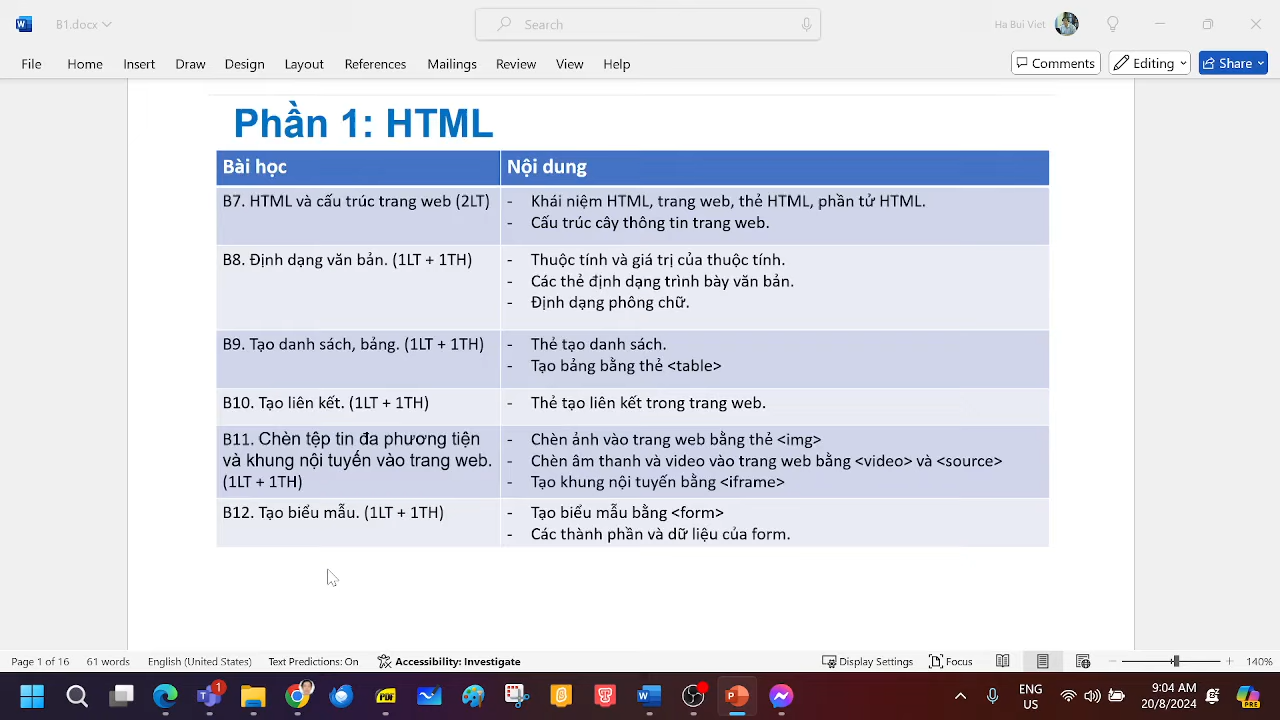 B1.docx
Search
Ha Bui Viet
File Home Insert Draw Design Layout References Mailings Review View Help
Comments Editing Share
Phần 1: HTML
Bài học Nội dung
B7. HTML và cấu trúc trang web (2LT)
- Khái niệm HTML, trang web, thẻ HTML, phần tử HTML.
- Cấu trúc cây thông tin trang web.
B8. Định dạng văn bản. (1LT + 1TH)
- Thuộc tính và giá trị của thuộc tính.
- Các thẻ định dạng trình bày văn bản.
- Định dạng phông chữ.
B9. Tạo danh sách, bảng. (1LT + 1TH)
- Thẻ tạo danh sách.
- Tạo bảng bằng thẻ <table>
B10. Tạo liên kết. (1LT + 1TH)
- Thẻ tạo liên kết trong trang web.
B11. Chèn tệp tin đa phương tiện
và khung nội tuyến vào trang web.
(1LT + 1TH)
- Chèn ảnh vào trang web bằng thẻ <img>
- Chèn âm thanh và video vào trang web bằng <video> và <source>
- Tạo khung nội tuyến bằng <iframe>
B12. Tạo biểu mẫu. (1LT + 1TH)
- Tạo biểu mẫu bằng <form>
- Các thành phần và dữ liệu của form.
Page 1 of 16 61 words English (United States) Text Predictions: On Accessibility: Investigate Display Settings Focus 140%
1
PDF
ENG
US
9:04 AM
20/8/2024
PRE